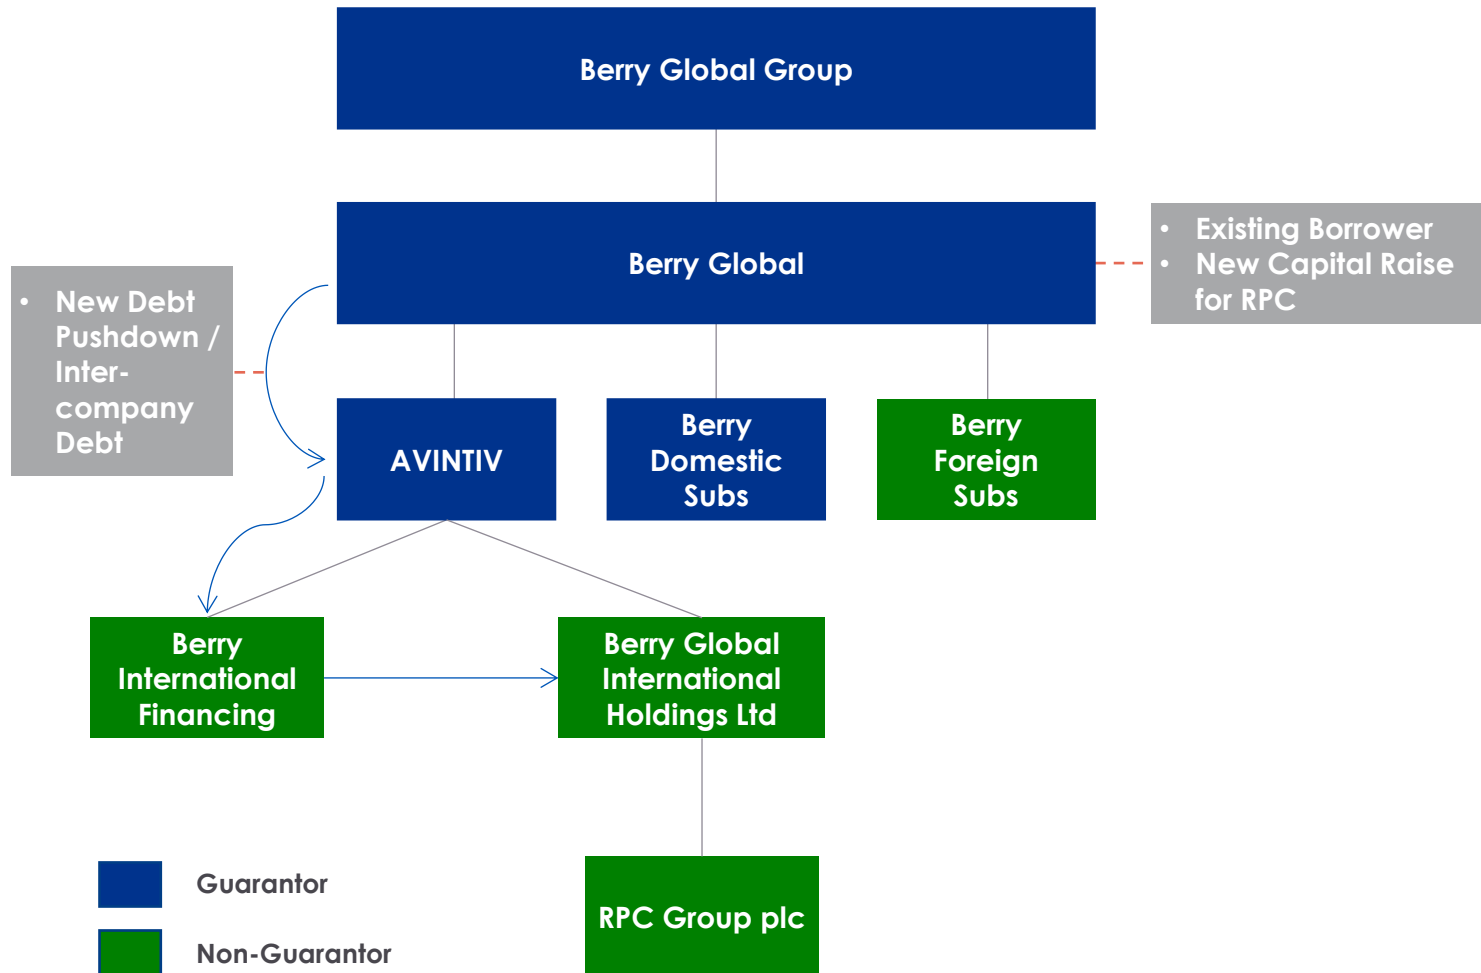 Berry Global Group
Berry Global
• Existing Borrower
• New Capital Raise
for RPC
• New Debt
Pushdown /
Inter-
company
Debt
AVINTIV
Berry
Domestic
Subs
Berry
Foreign
Subs
Berry
International
Financing
Berry Global
International
Holdings Ltd
RPC Group plc
Guarantor
Non-Guarantor